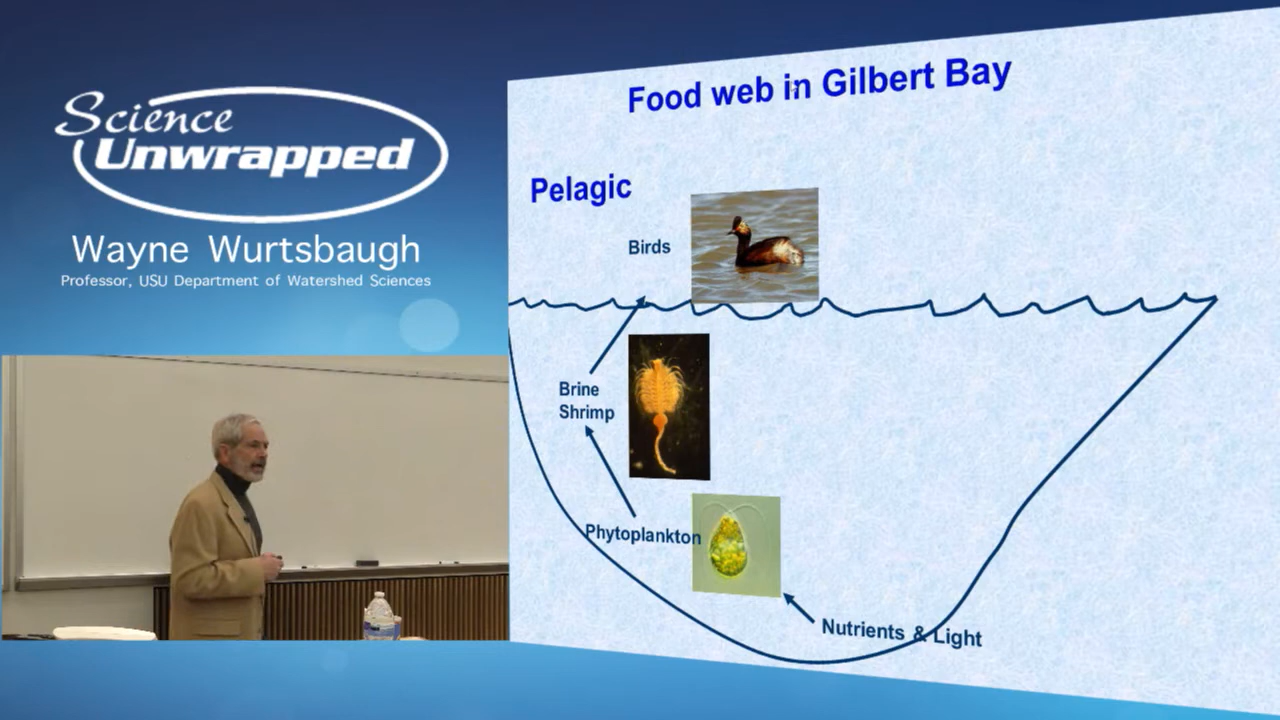 Science
Unwrapped
Wayne Wurtsbaugh
Professor, USU Department of Watershed Sciences
Food web in Gilbert Bay
Pelagic
Birds
Brine
Shrimp
Phytoplankton
Nutrients & Light